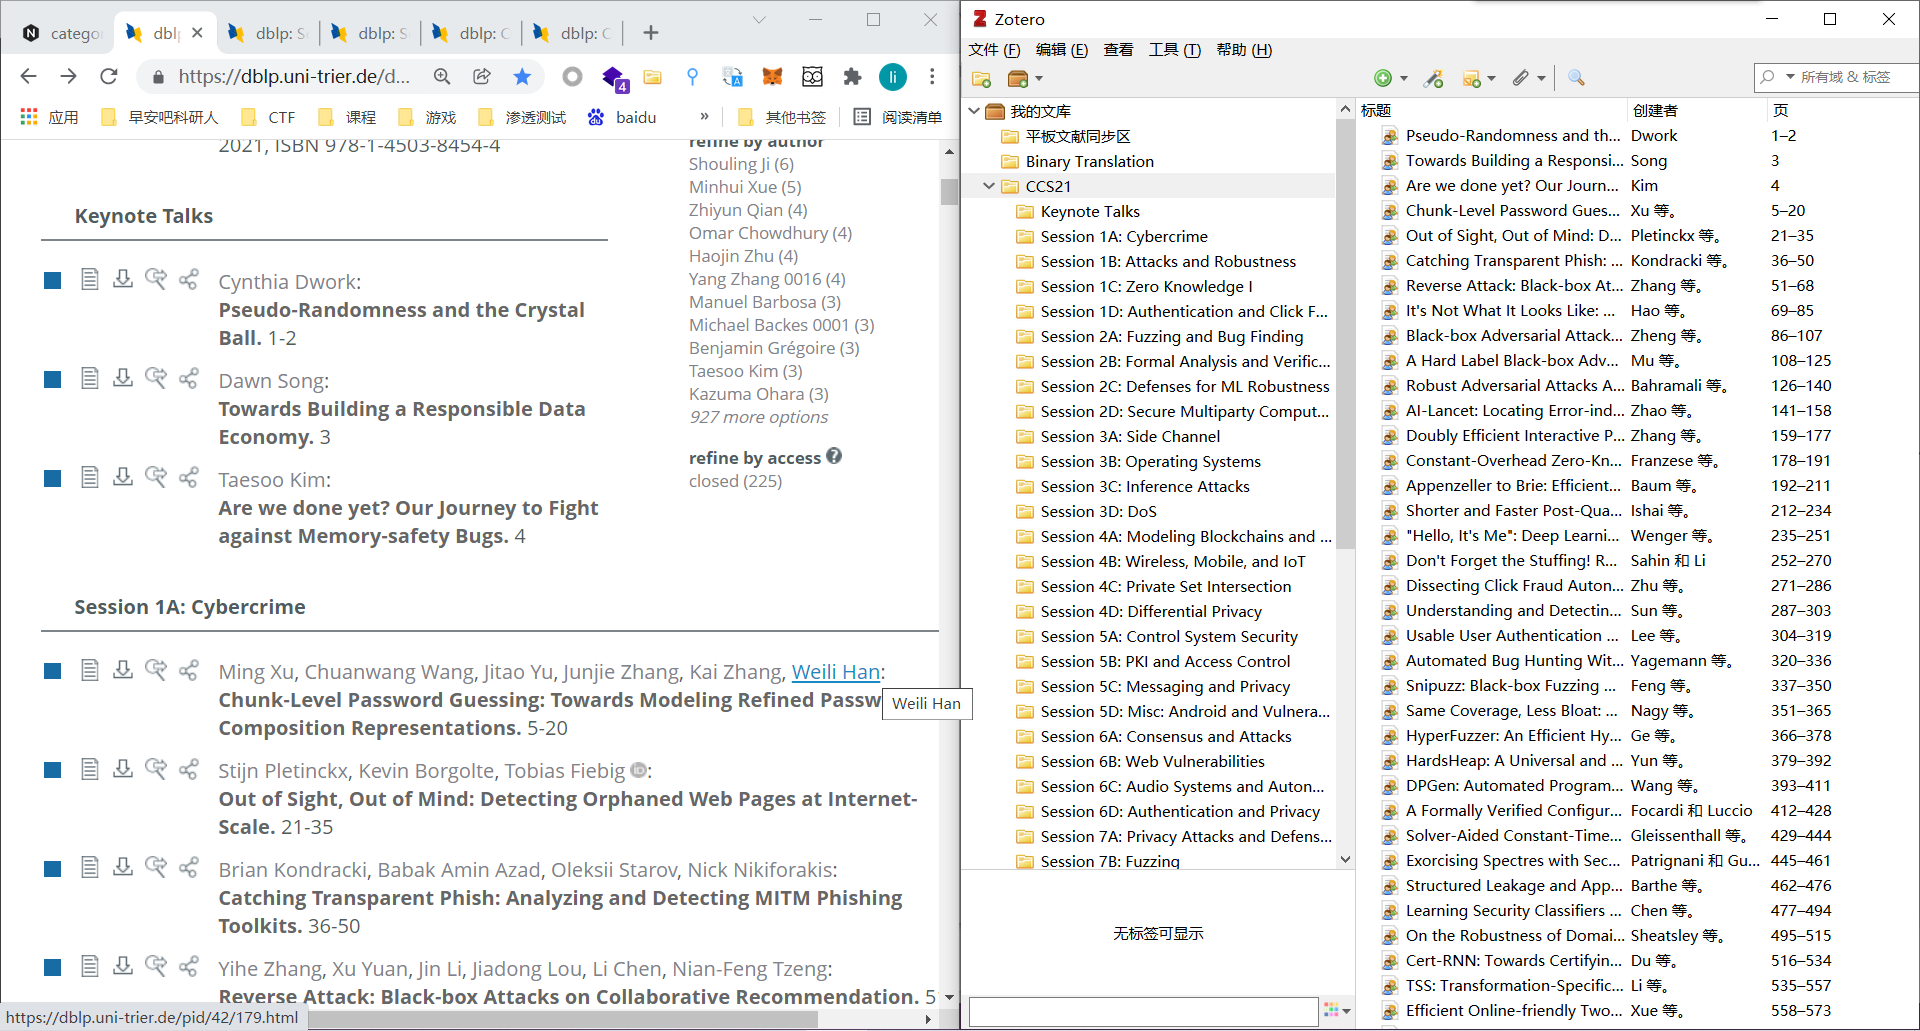 catego
dbl
dblp: S
dblp: S
dblp: C
dblp: C
https://dblp.uni-trier.de/d...
4
li
应用
早安吧科研人
CTF
课程
游戏
渗透测试
baidu
»
其他书签
阅读清单
2021, ISBN 978-1-4503-8454-4
Keynote Talks
Cynthia Dwork:
Pseudo-Randomness and the Crystal
Ball. 1-2
Dawn Song:
Towards Building a Responsible Data
Economy. 3
Taesoo Kim:
Are we done yet? Our Journey to Fight
against Memory-safety Bugs. 4
refine by author
Shouling Ji (6)
Minhui Xue (5)
Zhiyun Qian (4)
Omar Chowdhury (4)
Haojin Zhu (4)
Yang Zhang 0016 (4)
Manuel Barbosa (3)
Michael Backes 0001 (3)
Benjamin Grégoire (3)
Taesoo Kim (3)
Kazuma Ohara (3)
927 more options
refine by access ?
closed (225)
Session 1A: Cybercrime
Ming Xu, Chuanwang Wang, Jitao Yu, Junjie Zhang, Kai Zhang, Weili Han:
Chunk-Level Password Guessing: Towards Modeling Refined Passw
Composition Representations. 5-20
Weili Han
Stijn Pletinckx, Kevin Borgolte, Tobias Fiebig iD:
Out of Sight, Out of Mind: Detecting Orphaned Web Pages at Internet-
Scale. 21-35
Brian Kondracki, Babak Amin Azad, Oleksii Starov, Nick Nikiforakis:
Catching Transparent Phish: Analyzing and Detecting MITM Phishing
Toolkits. 36-50
Yihe Zhang, Xu Yuan, Jin Li, Jiadong Lou, Li Chen, Nian-Feng Tzeng:
Reverse Attack: Black-box Attacks on Collaborative Recommendation. 5
https://dblp.uni-trier.de/pid/42/179.html
Zotero
文件 (F) 编辑 (E) 查看 工具 (T) 帮助 (H)
所有域 & 标签
我的文库
平板文献同步区
Binary Translation
CCS21
Keynote Talks
Session 1A: Cybercrime
Session 1B: Attacks and Robustness
Session 1C: Zero Knowledge I
Session 1D: Authentication and Click F...
Session 2A: Fuzzing and Bug Finding
Session 2B: Formal Analysis and Verific...
Session 2C: Defenses for ML Robustness
Session 2D: Secure Multiparty Comput...
Session 3A: Side Channel
Session 3B: Operating Systems
Session 3C: Inference Attacks
Session 3D: DoS
Session 4A: Modeling Blockchains and ...
Session 4B: Wireless, Mobile, and IoT
Session 4C: Private Set Intersection
Session 4D: Differential Privacy
Session 5A: Control System Security
Session 5B: PKI and Access Control
Session 5C: Messaging and Privacy
Session 5D: Misc: Android and Vulnera...
Session 6A: Consensus and Attacks
Session 6B: Web Vulnerabilities
Session 6C: Audio Systems and Auton...
Session 6D: Authentication and Privacy
Session 7A: Privacy Attacks and Defens...
Session 7B: Fuzzing
无标签可显示
标题 创建者 页
Pseudo-Randomness and th... Dwork 1–2
Towards Building a Responsi... Song 3
Are we done yet? Our Journ... Kim 4
Chunk-Level Password Gues... Xu 等。 5–20
Out of Sight, Out of Mind: D... Pletinckx 等。 21–35
Catching Transparent Phish: ... Kondracki 等。 36–50
Reverse Attack: Black-box At... Zhang 等。 51–68
It's Not What It Looks Like: ... Hao 等。 69–85
Black-box Adversarial Attack... Zheng 等。 86–107
A Hard Label Black-box Adv... Mu 等。 108–125
Robust Adversarial Attacks A... Bahramali 等。 126–140
AI-Lancet: Locating Error-ind... Zhao 等。 141–158
Doubly Efficient Interactive P... Zhang 等。 159–177
Constant-Overhead Zero-Kn... Franzese 等。 178–191
Appenzeller to Brie: Efficient... Baum 等。 192–211
Shorter and Faster Post-Qua... Ishai 等。 212–234
"Hello, It's Me": Deep Learni... Wenger 等。 235–251
Don't Forget the Stuffing! R... Sahin 和 Li 252–270
Dissecting Click Fraud Auton... Zhu 等。 271–286
Understanding and Detectin... Sun 等。 287–303
Usable User Authentication ... Lee 等。 304–319
Automated Bug Hunting Wit... Yagemann 等。 320–336
Snipuzz: Black-box Fuzzing ... Feng 等。 337–350
Same Coverage, Less Bloat: ... Nagy 等。 351–365
HyperFuzzer: An Efficient Hy... Ge 等。 366–378
HardsHeap: A Universal and ... Yun 等。 379–392
DPGen: Automated Program... Wang 等。 393–411
A Formally Verified Configur... Focardi 和 Luccio 412–428
Solver-Aided Constant-Time... Gleissenthall 等。 429–444
Exorcising Spectres with Sec... Patrignani 和 Gu... 445–461
Structured Leakage and App... Barthe 等。 462–476
Learning Security Classifiers ... Chen 等。 477–494
On the Robustness of Domai... Sheatsley 等。 495–515
Cert-RNN: Towards Certifyin... Du 等。 516–534
TSS: Transformation-Specific... Li 等。 535–557
Efficient Online-friendly Two... Xue 等。 558–573